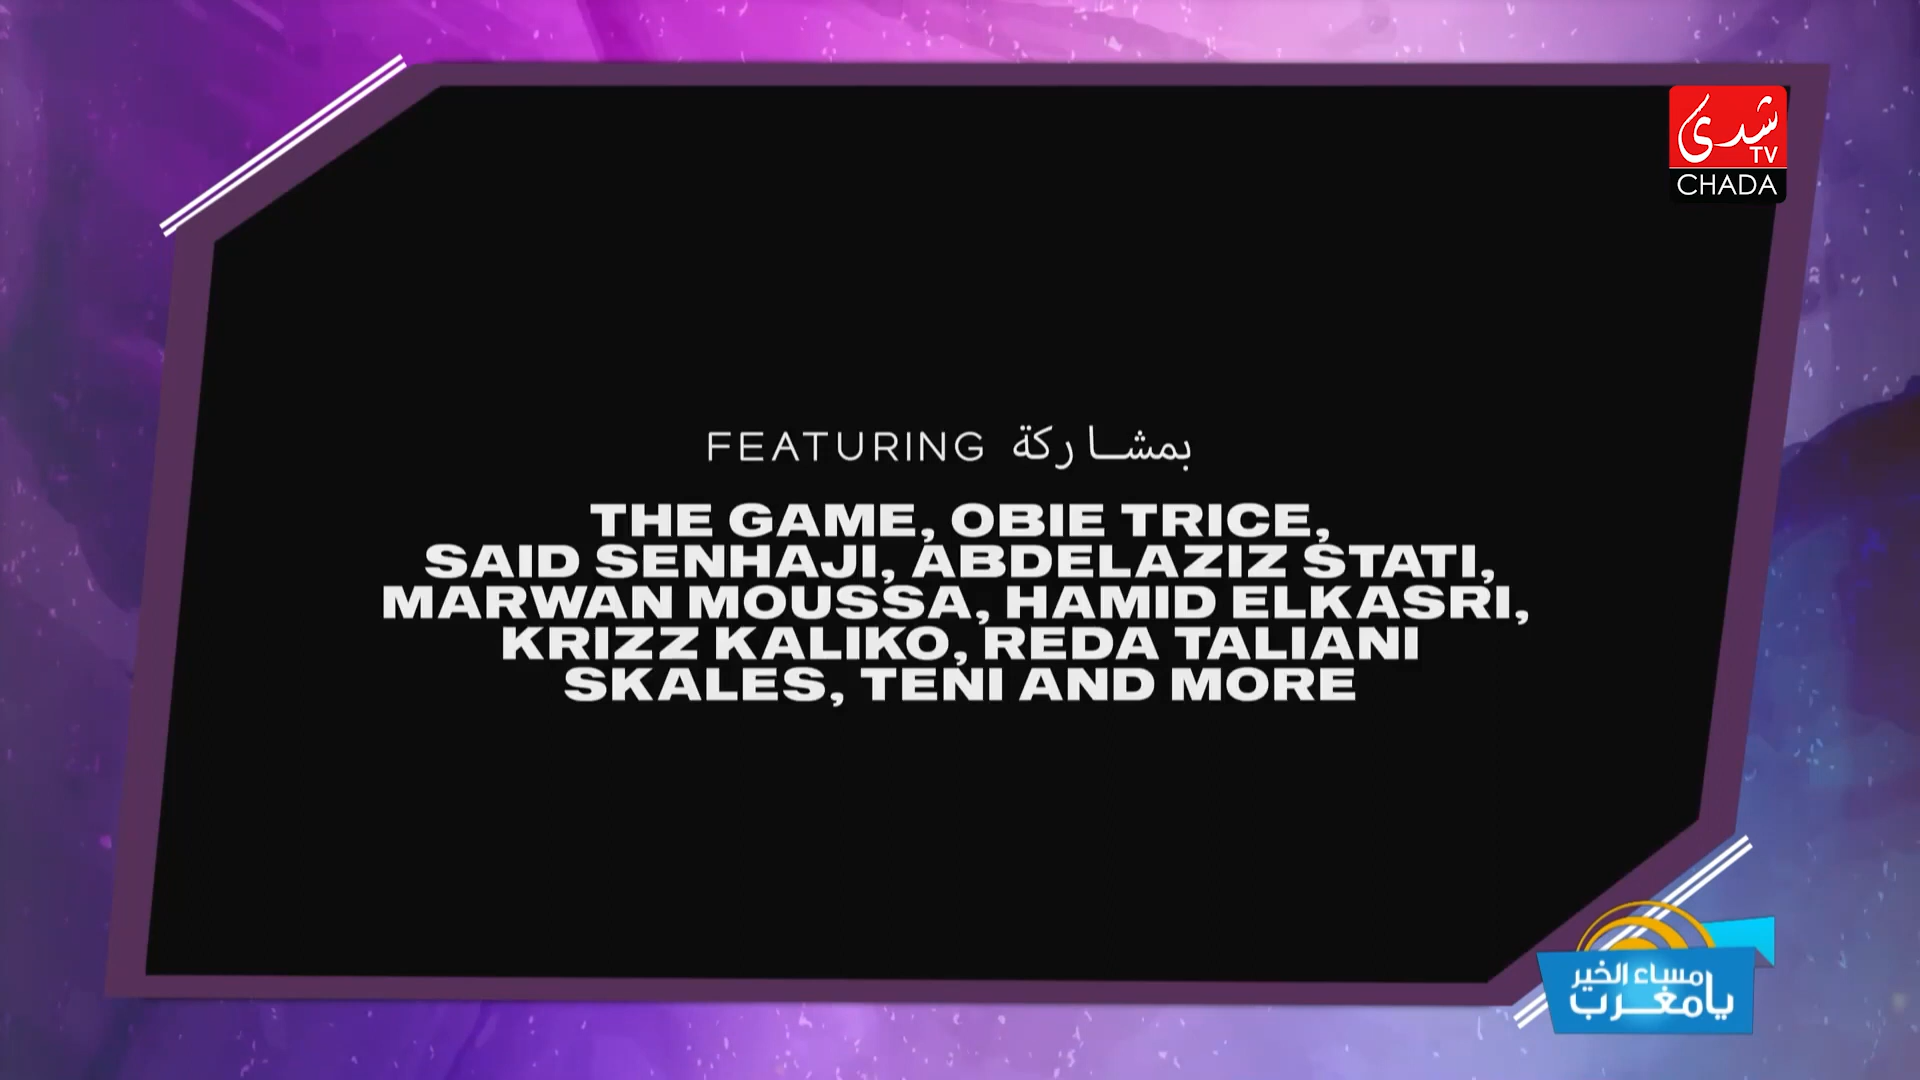 شدى
TV
CHADA
FEATURING بمشاركة
THE GAME, OBIE TRICE,
SAID SENHAJI, ABDELAZIZ STATI,
MARWAN MOUSSA, HAMID ELKASRI,
KRIZZ KALIKO, REDA TALIANI
SKALES, TENI AND MORE
مساء الخير
يامغرب